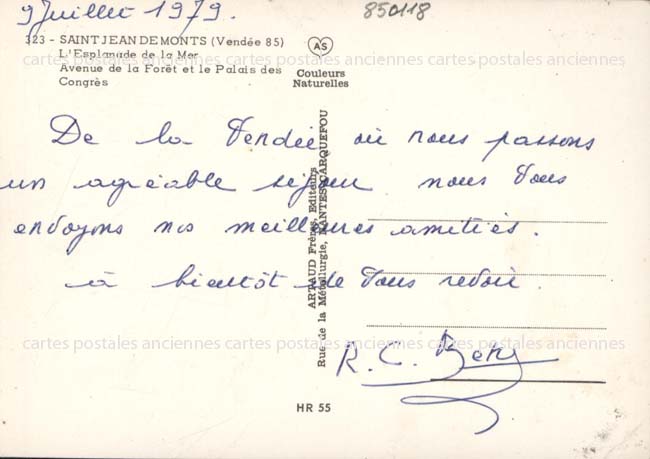 9 Juillet 1979.
850118
323 - SAINT JEAN DE MONTS (Vendée 85)
L'Esplanade de la Mer
Avenue de la Forêt et le Palais des
Congrès
AS
Couleurs
Naturelles
cartes postales anciennes cartes postales anciennes cartes postales anciennes
De la Vendée où nous passons
un agréable séjour nous vous
envoyons nos meilleures amitiés.
à bientôt de vous revoir.
R. C.
ARTAUD Frères, Editeurs
Rue de la Métallurgie, NANTES-CARQUEFOU
cartes postales anciennes cartes postales anciennes cartes postales anciennes
HR 55